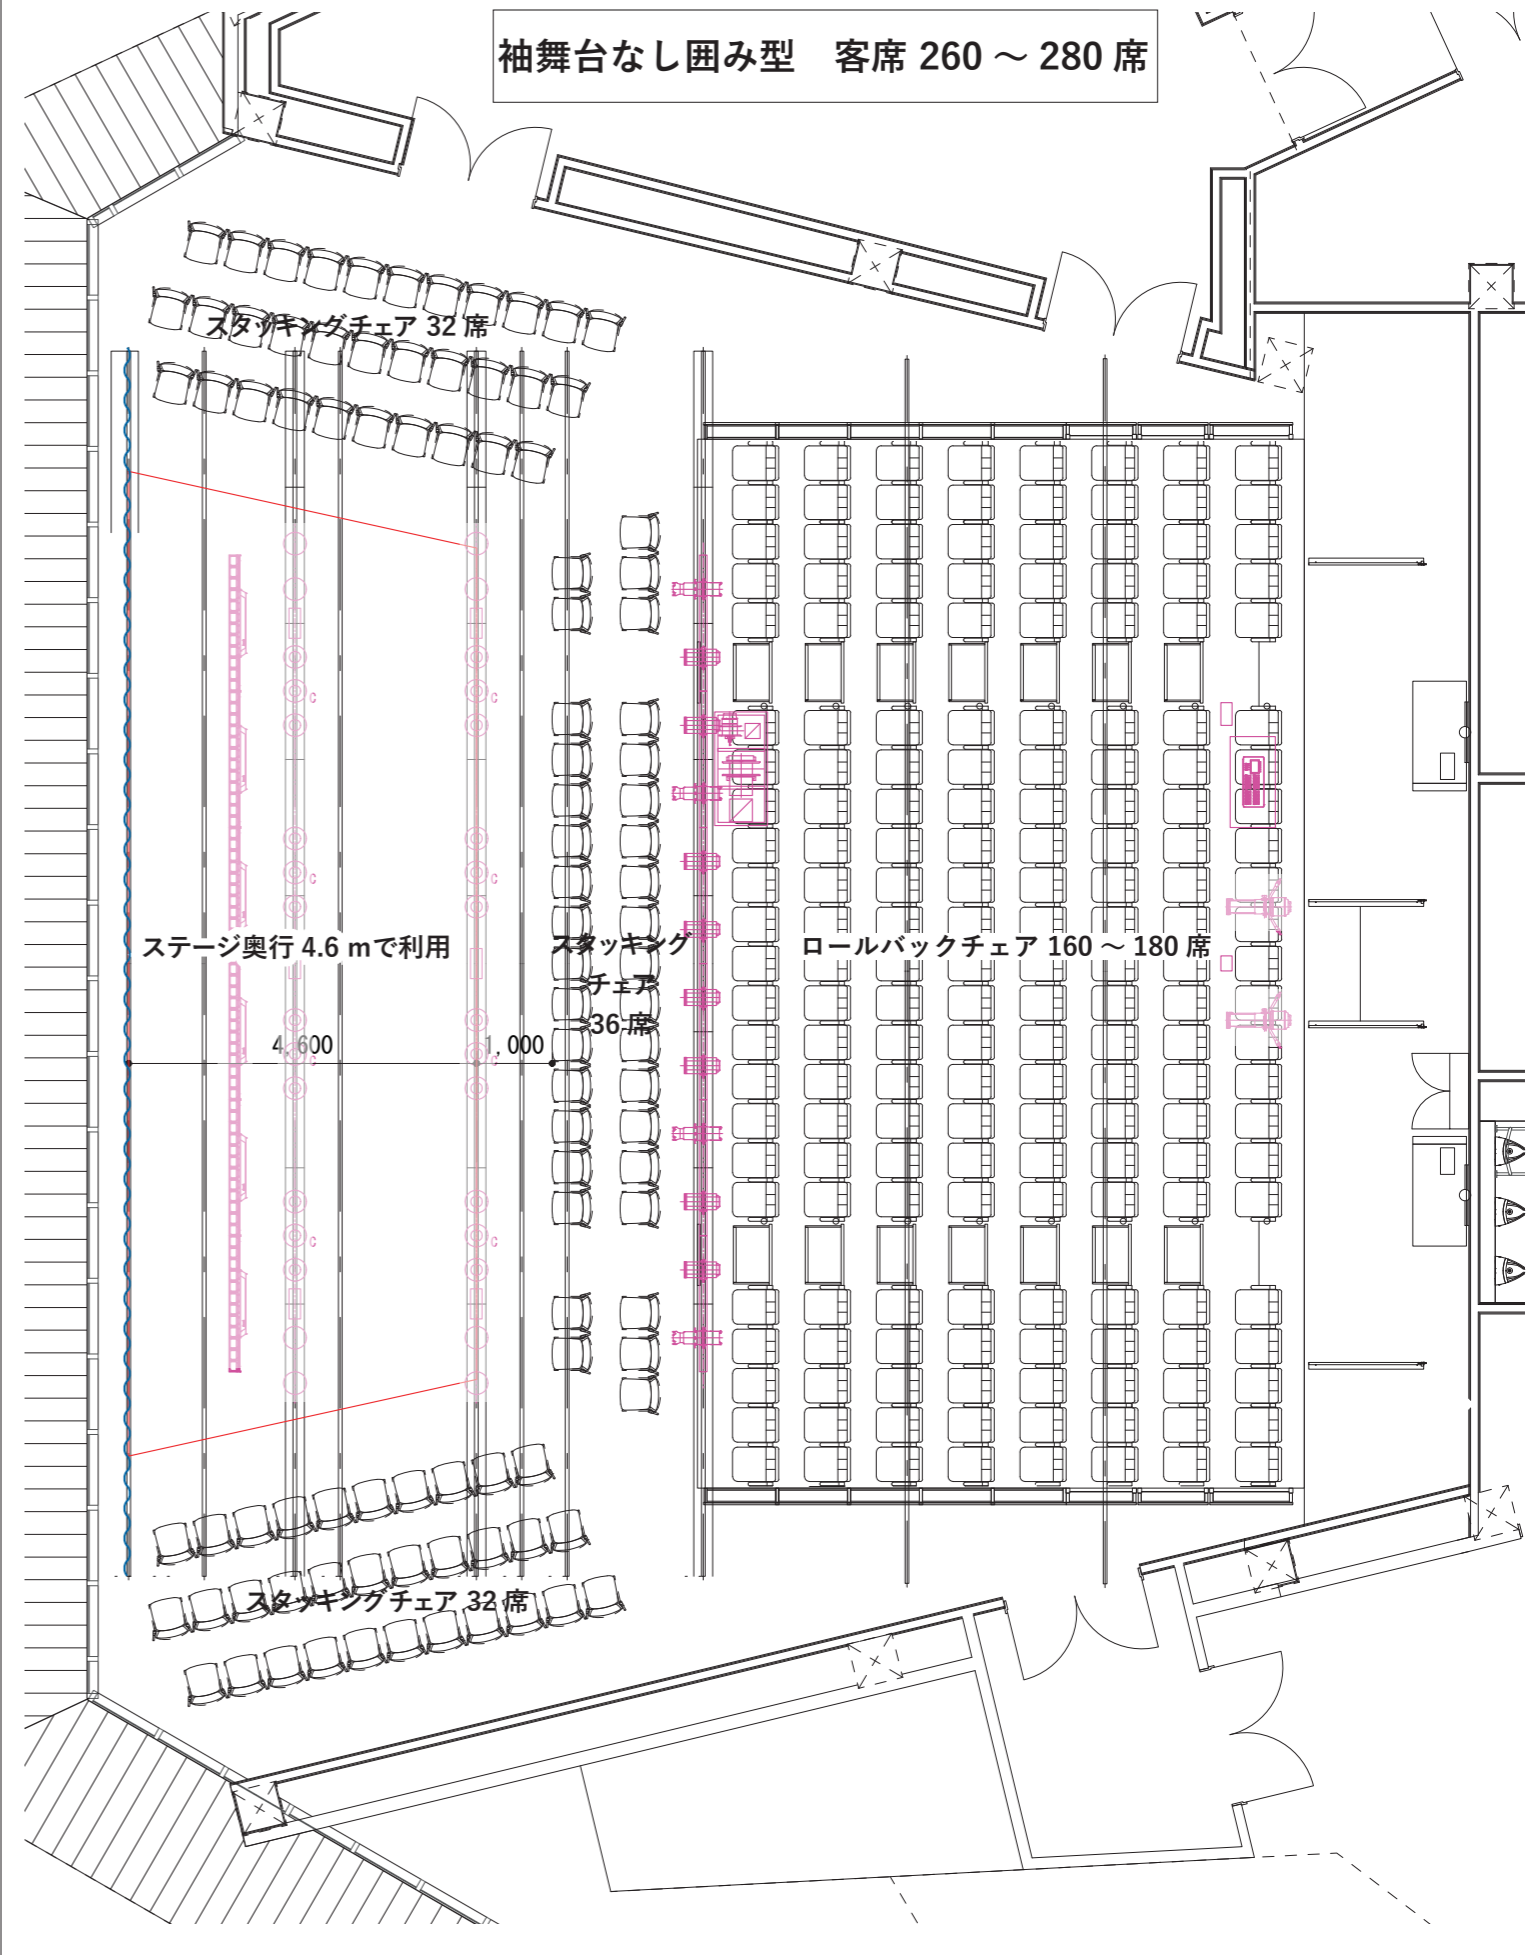 袖舞台なし囲み型　客席 260 〜 280 席
スタッキングチェア 32 席
ステージ奥行 4.6 mで利用
スタッキング
チェア
36 席
ロールバックチェア 160 〜 180 席
4,600
1,000
C
C
C
C
C
C
C
C
スタッキングチェア 32 席